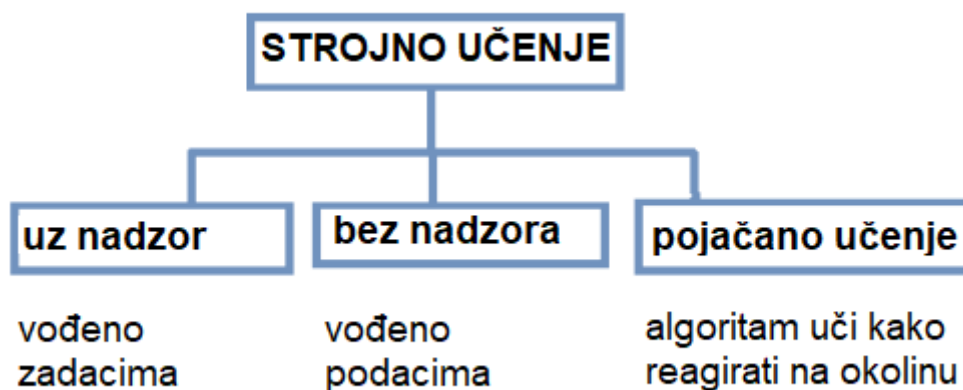 STROJNO UČENJE
uz nadzor
bez nadzora
pojačano učenje
vođeno
zadacima
vođeno
podacima
algoritam uči kako
reagirati na okolinu